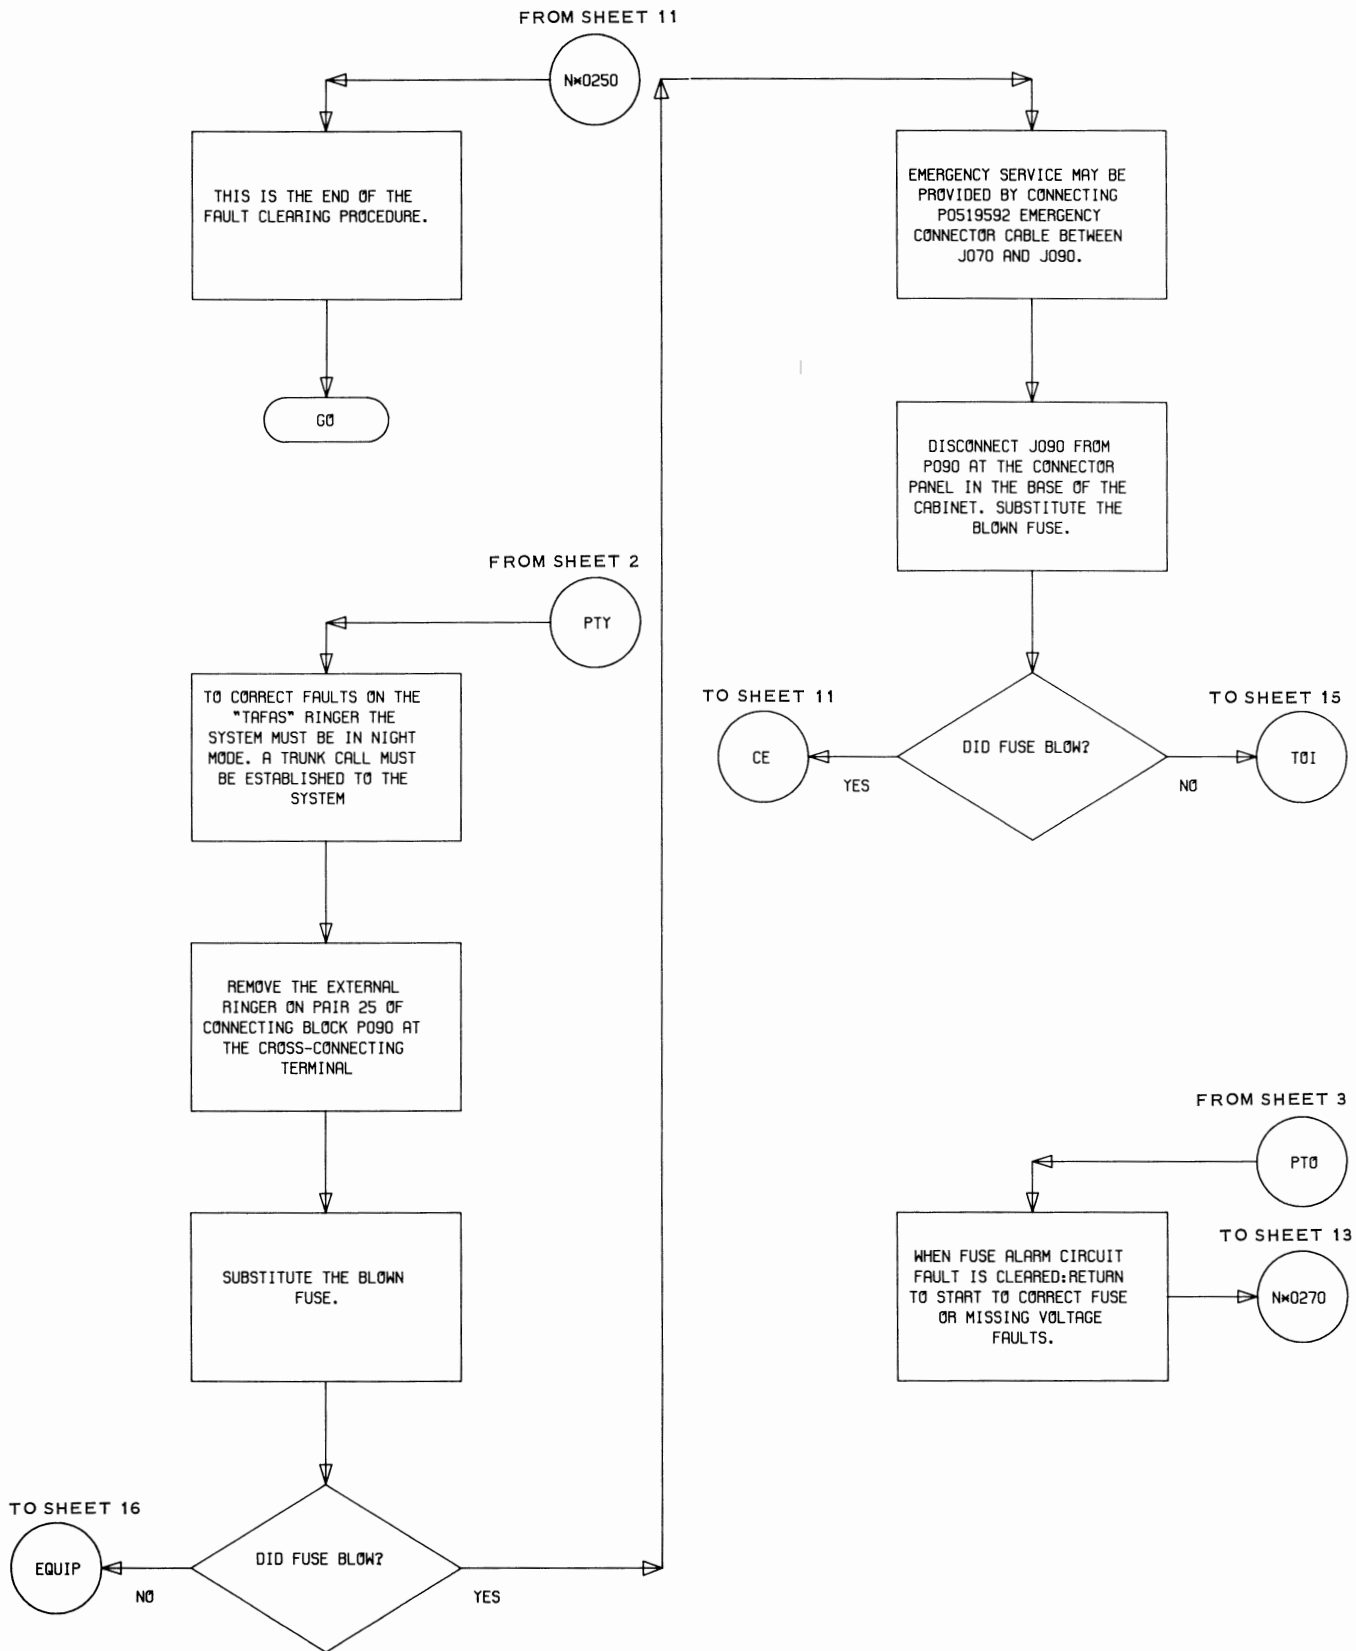 FROM SHEET 11
N*0250
THIS IS THE END OF THE
FAULT CLEARING PROCEDURE.
GO
FROM SHEET 2
PTY
TO CORRECT FAULTS ON THE
"TAFAS" RINGER THE
SYSTEM MUST BE IN NIGHT
MODE. A TRUNK CALL MUST
BE ESTABLISHED TO THE
SYSTEM
REMOVE THE EXTERNAL
RINGER ON PAIR 25 OF
CONNECTING BLOCK P090 AT
THE CROSS-CONNECTING
TERMINAL
SUBSTITUTE THE BLOWN
FUSE.
TO SHEET 16
EQUIP
DID FUSE BLOW?
NO
YES
EMERGENCY SERVICE MAY BE
PROVIDED BY CONNECTING
P0519592 EMERGENCY
CONNECTOR CABLE BETWEEN
J070 AND J090.
DISCONNECT J090 FROM
P090 AT THE CONNECTOR
PANEL IN THE BASE OF THE
CABINET. SUBSTITUTE THE
BLOWN FUSE.
TO SHEET 11
TO SHEET 15
CE
DID FUSE BLOW?
TOI
YES
NO
FROM SHEET 3
PTO
TO SHEET 13
WHEN FUSE ALARM CIRCUIT
FAULT IS CLEARED:RETURN
TO START TO CORRECT FUSE
OR MISSING VOLTAGE
FAULTS.
N*0270